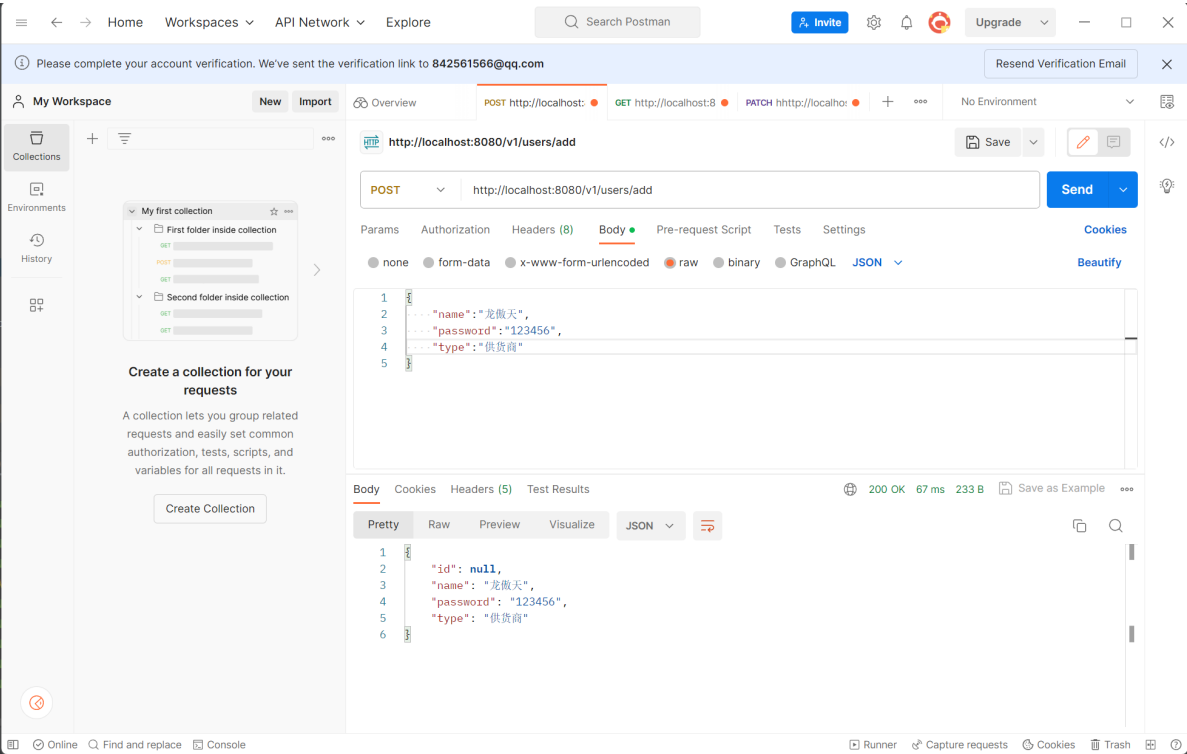 Home Workspaces API Network Explore Search Postman Invite Upgrade
Please complete your account verification. We've sent the verification link to 842561566@qq.com Resend Verification Email
My Workspace New Import Overview POST http://localhost: GET http://localhost:8 PATCH hhttp://localhos: No Environment
Collections
Environments
History
My first collection
First folder inside collection
GET
POST
GET
Second folder inside collection
GET
GET
Create a collection for your
requests
A collection lets you group related
requests and easily set common
authorization, tests, scripts, and
variables for all requests in it.
Create Collection
HTTP http://localhost:8080/v1/users/add Save
POST http://localhost:8080/v1/users/add Send
Params Authorization Headers (8) Body Pre-request Script Tests Settings Cookies
none form-data x-www-form-urlencoded raw binary GraphQL JSON Beautify
1 {
2 "name":"龙傲天",
3 "password":"123456",
4 "type":"供货商"
5 }
Body Cookies Headers (5) Test Results 200 OK 67 ms 233 B Save as Example
Pretty Raw Preview Visualize JSON
1 {
2 "id": null,
3 "name": "龙傲天",
4 "password": "123456",
5 "type": "供货商"
6 }
Online Find and replace Console Runner Capture requests Cookies Trash